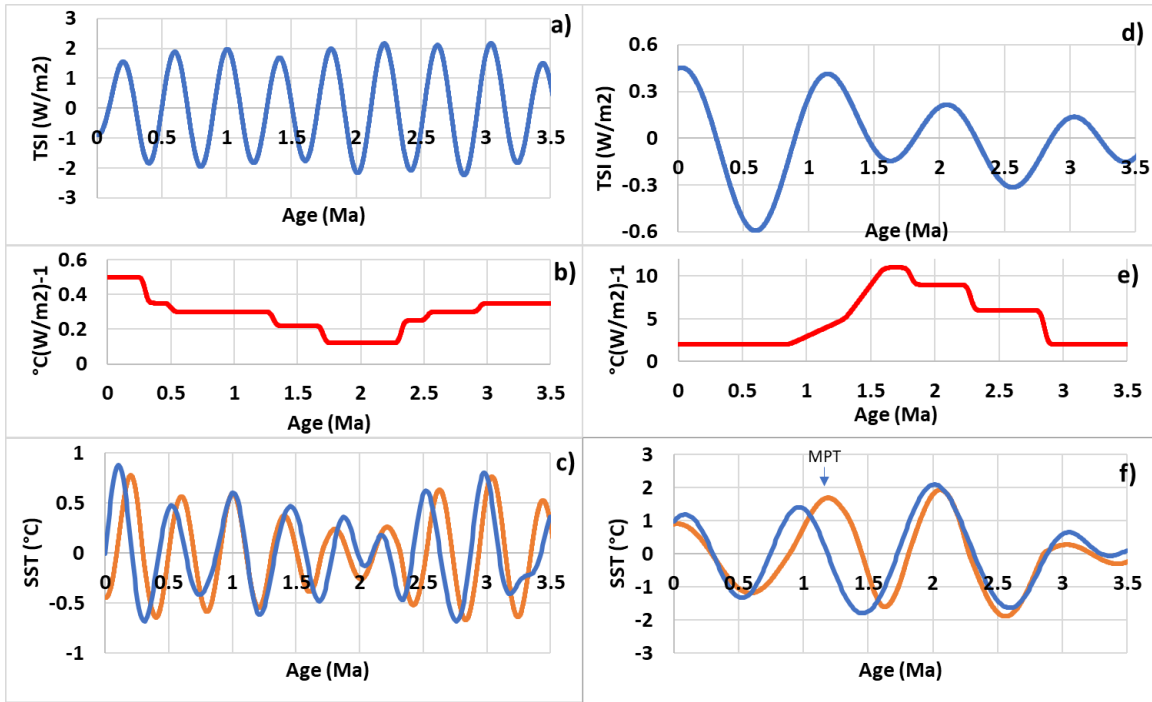 a)
TSI (W/m2)
3
2
1
0
-1
-2
-3
0 0.5 1 1.5 2 2.5 3 3.5
Age (Ma)
d)
TSI (W/m2)
0.6
0.3
0
-0.3
-0.6
0 0.5 1 1.5 2 2.5 3 3.5
Age (Ma)
b)
°C(W/m2)-1
0.6
0.4
0.2
0
0 0.5 1 1.5 2 2.5 3 3.5
Age (Ma)
e)
°C(W/m2)-1
10
5
0
0 0.5 1 1.5 2 2.5 3 3.5
Age (Ma)
c)
SST (°C)
1
0.5
0
-0.5
-1
0 0.5 1 1.5 2 2.5 3 3.5
Age (Ma)
f)
MPT
SST (°C)
3
2
1
0
-1
-2
-3
0 0.5 1 1.5 2 2.5 3 3.5
Age (Ma)